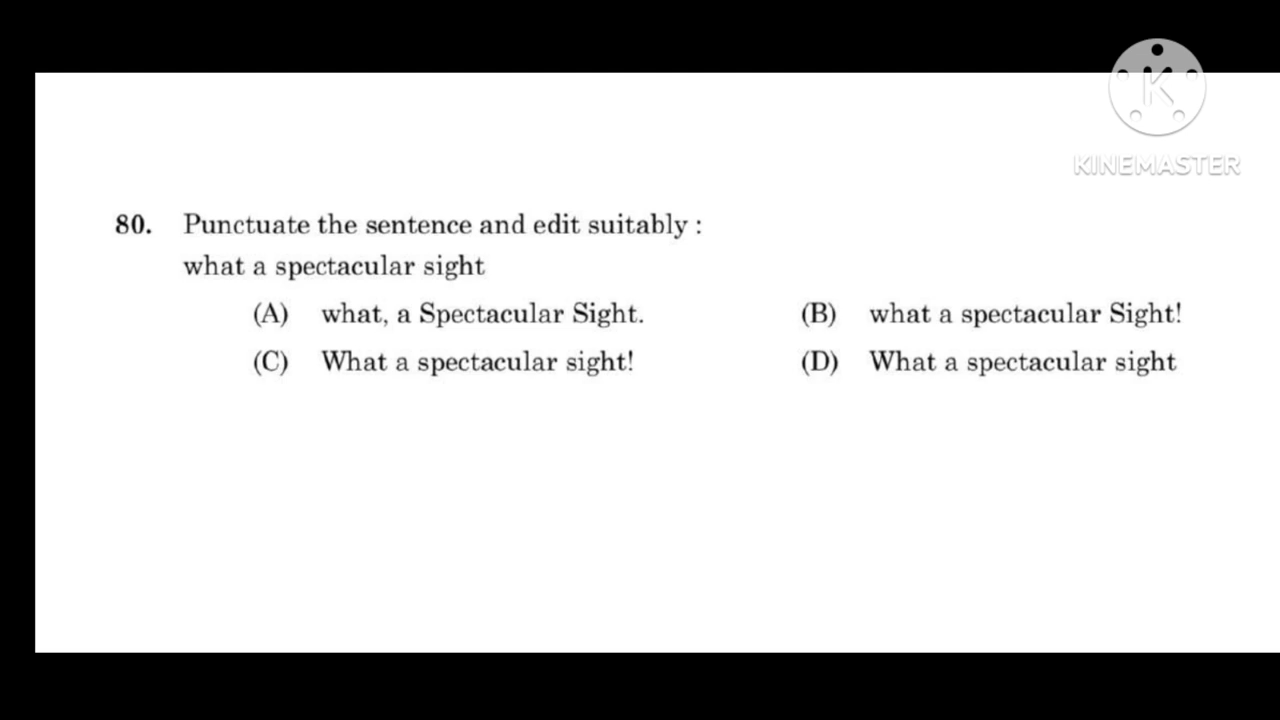 KINEMASTER
80. Punctuate the sentence and edit suitably :
what a spectacular sight
(A) what, a Spectacular Sight. (B) what a spectacular Sight!
(C) What a spectacular sight! (D) What a spectacular sight